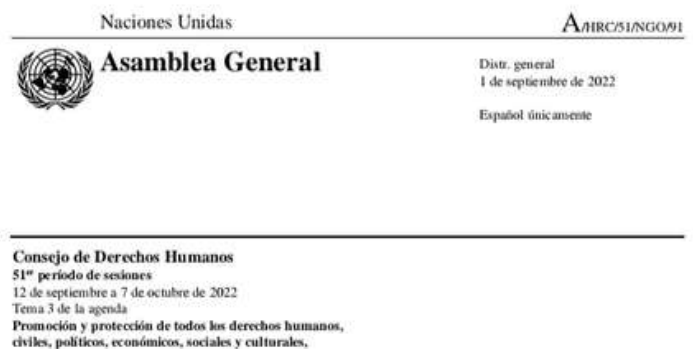 Naciones Unidas
A/HRC/51/NGO/91
Asamblea General
Distr. general
1 de septiembre de 2022
Español únicamente
Consejo de Derechos Humanos
51er período de sesiones
12 de septiembre a 7 de octubre de 2022
Tema 3 de la agenda
Promoción y protección de todos los derechos humanos,
civiles, políticos, económicos, sociales y culturales,